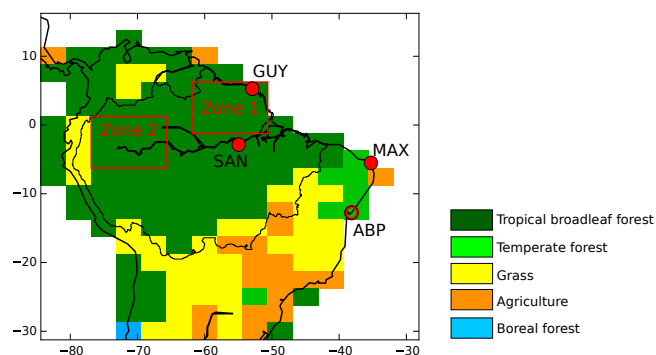 10
0
−10
−20
−30
−80
−70
−60
−50
−40
−30
GUY
Zone 1
Zone 2
SAN
MAX
ABP
Tropical broadleaf forest
Temperate forest
Grass
Agriculture
Boreal forest